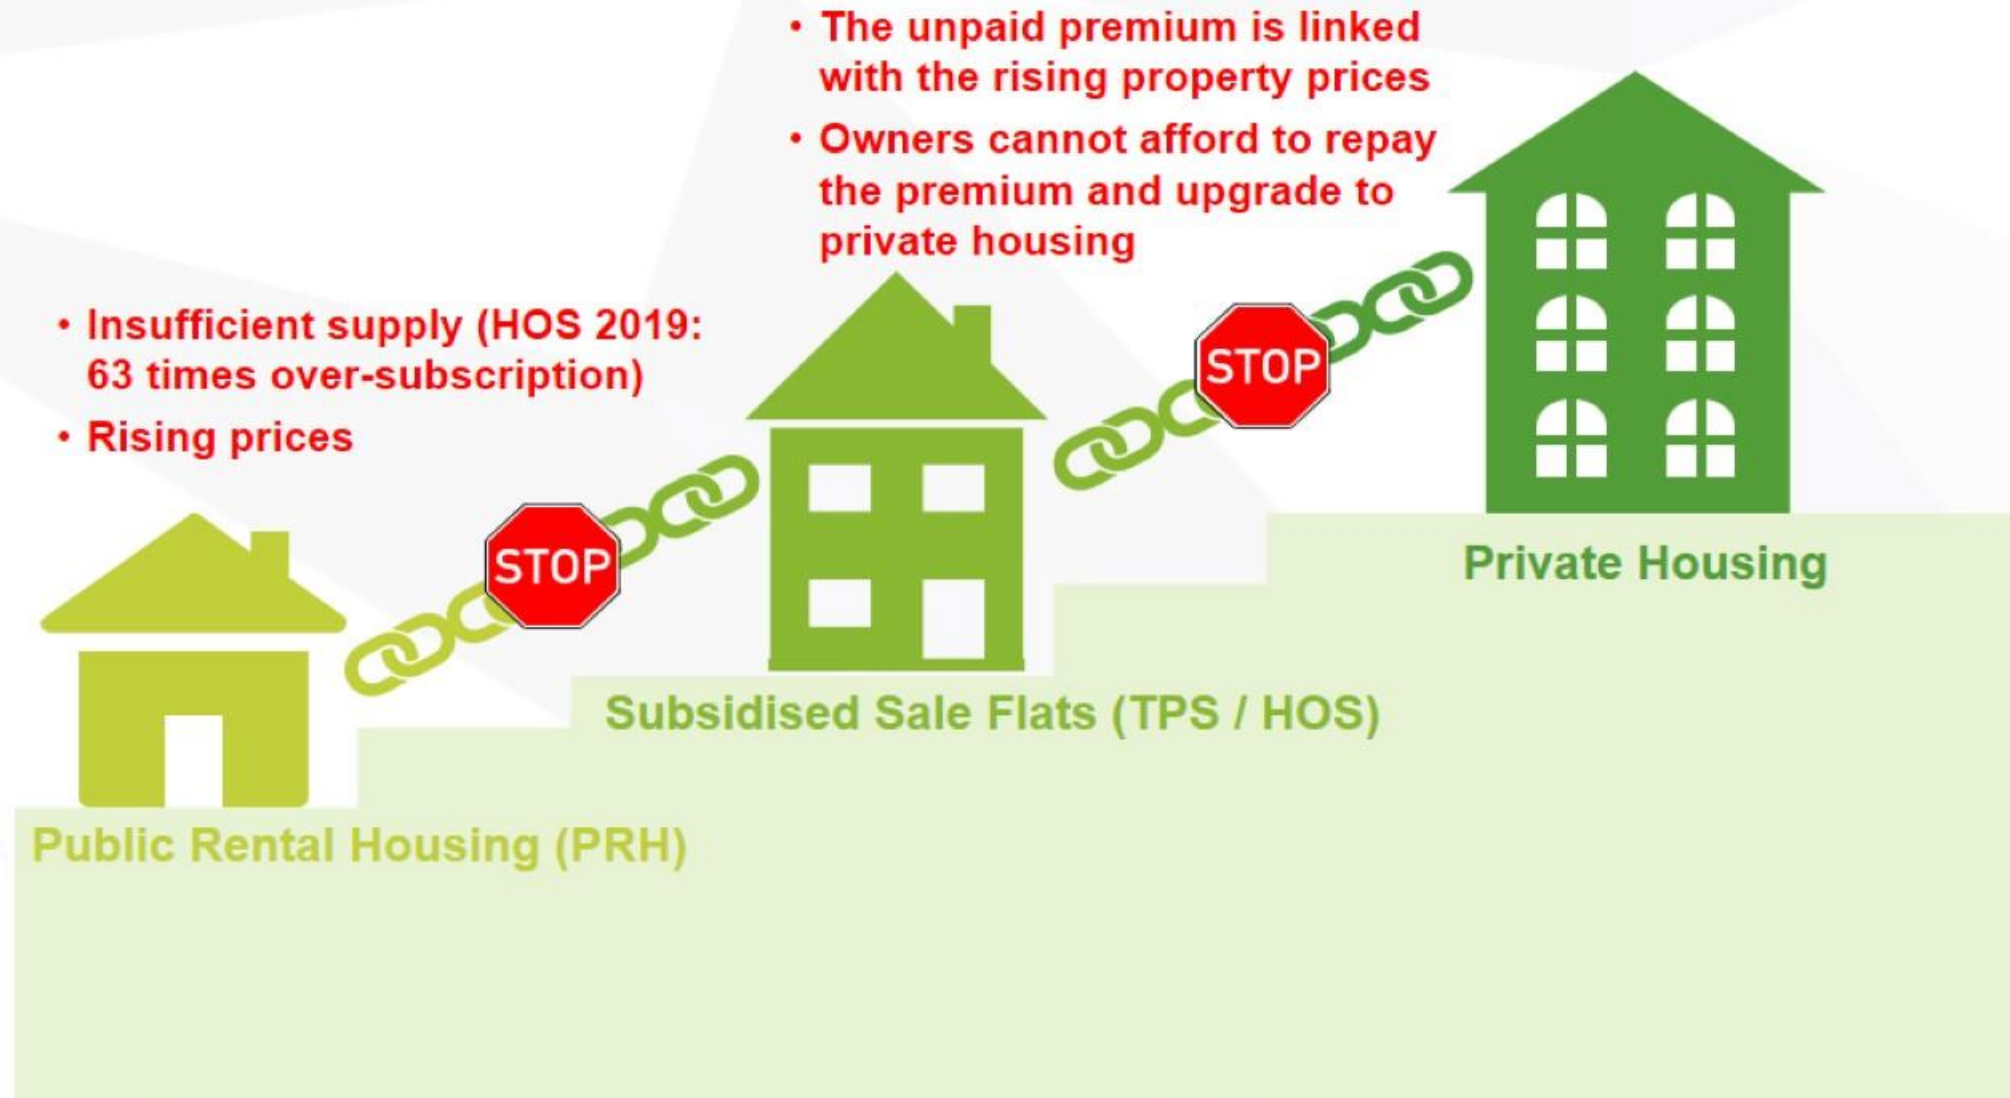 • The unpaid premium is linked
with the rising property prices
• Owners cannot afford to repay
the premium and upgrade to
private housing
• Insufficient supply (HOS 2019:
63 times over-subscription)
• Rising prices
STOP
STOP
Private Housing
Subsidised Sale Flats (TPS / HOS)
Public Rental Housing (PRH)